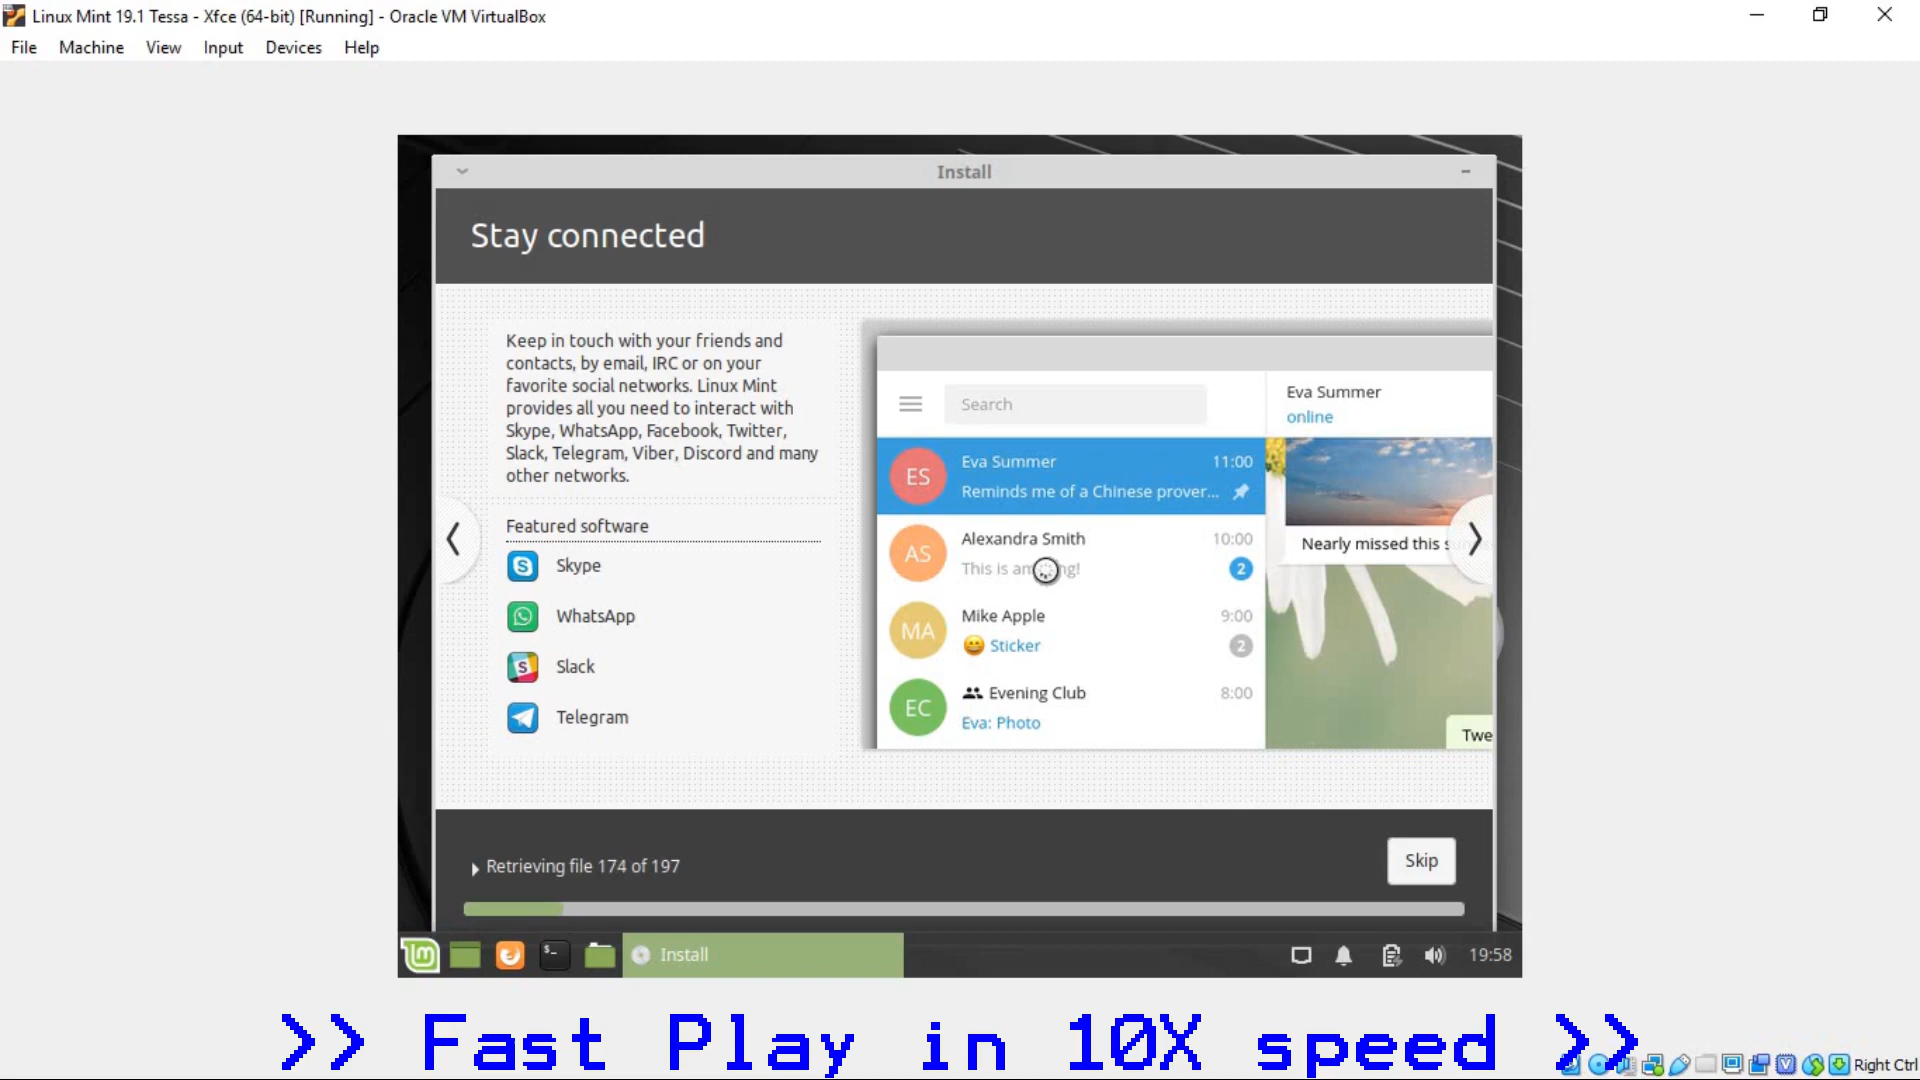 Linux Mint 19.1 Tessa - Xfce (64-bit) [Running] - Oracle VM VirtualBox
File Machine View Input Devices Help
Install
Stay connected
Keep in touch with your friends and
contacts, by email, IRC or on your
favorite social networks. Linux Mint
provides all you need to interact with
Skype, WhatsApp, Facebook, Twitter,
Slack, Telegram, Viber, Discord and many
other networks.
Featured software
Skype
WhatsApp
Slack
Telegram
Search
Eva Summer
online
ES
Eva Summer 11:00
Reminds me of a Chinese prover...
AS
Alexandra Smith 10:00
This is 2
MA
Mike Apple 9:00
Sticker 2
EC
Evening Club 8:00
Eva: Photo
Nearly missed this
Twe
Retrieving file 174 of 197
Skip
Install
19:58
>> Fast Play in 10X speed >>
Right Ctrl